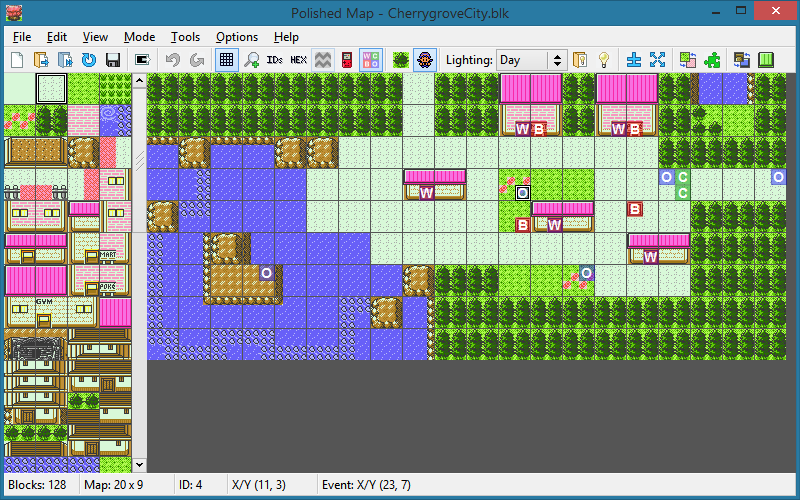 Polished Map - CherrygroveCity.blk
File Edit View Mode Tools Options Help
IDs HEX W C B O Lighting: Day
W B W B
O C O
W O C
B
B W
W
MART
O O
POKé
GYM
Blocks: 128 Map: 20 x 9 ID: 4 X/Y (11, 3) Event: X/Y (23, 7)